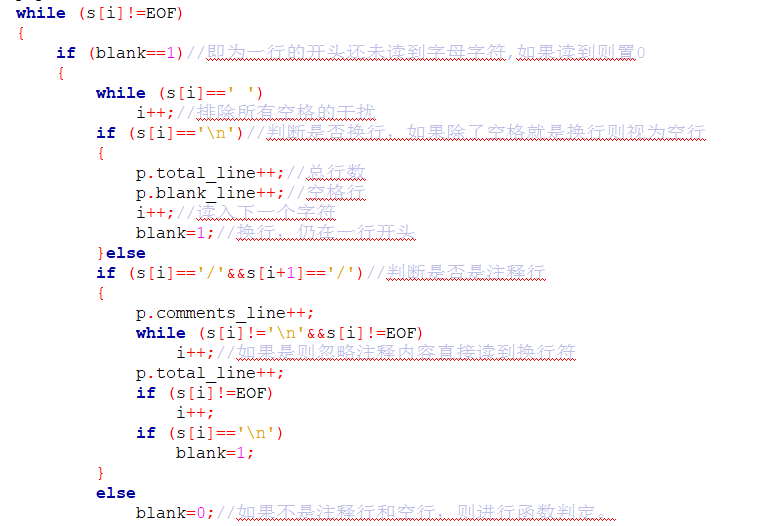 while (s[i]!=EOF)
{
if (blank==1)//即为一行的开头还未读到字母字符,如果读到则置0
{
while (s[i]==' ')
i++;//排除所有空格的干扰
if (s[i]=='\n')//判断是否换行，如果除了空格就是换行则视为空行
{
p.total_line++;//总行数
p.blank_line++;//空格行
i++;//读入下一个字符
blank=1;//换行，仍在一行开头
}else
if (s[i]=='/'&&s[i+1]=='/')//判断是否是注释行
{
p.comments_line++;
while (s[i]!='\n'&&s[i]!=EOF)
i++;//如果是则忽略注释内容直接读到换行符
p.total_line++;
if (s[i]!=EOF)
i++;
if (s[i]=='\n')
blank=1;
}
else
blank=0;//如果不是注释行和空行，则进行函数判定。